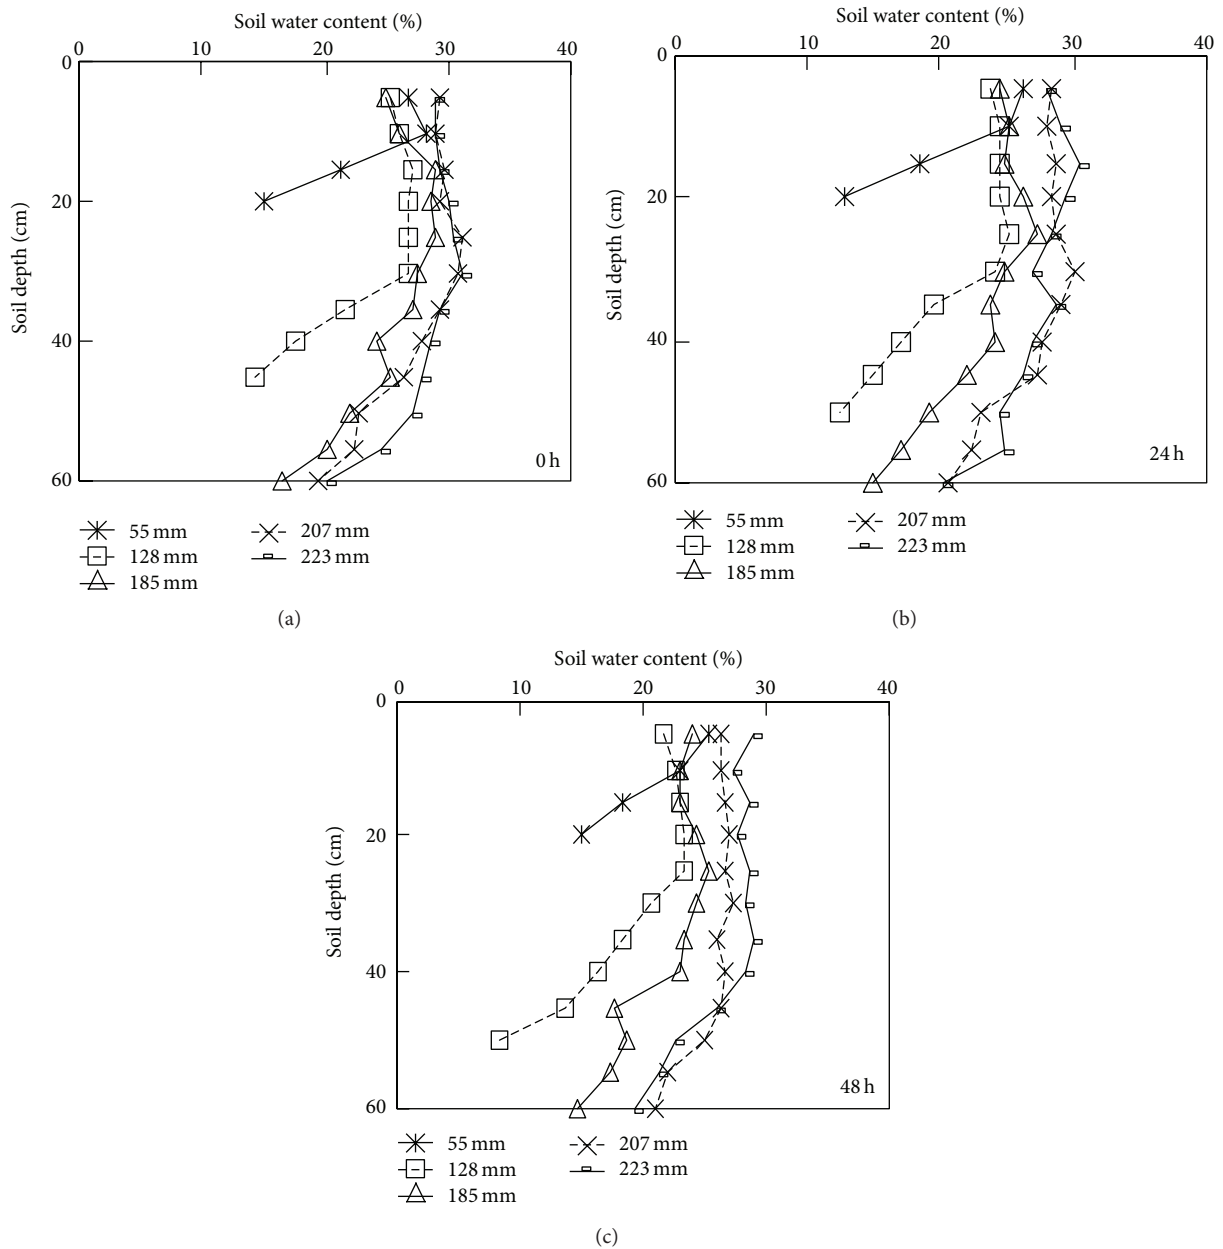 Soil water content (%)
0 10 20 30 40
0
20
40
60
Soil depth (cm)
0 h
55 mm
128 mm
185 mm
207 mm
223 mm
(a)
Soil water content (%)
0 10 20 30 40
0
20
40
60
Soil depth (cm)
24 h
55 mm
128 mm
185 mm
207 mm
223 mm
(b)
Soil water content (%)
0 10 20 30 40
0
20
40
60
Soil depth (cm)
48 h
55 mm
128 mm
185 mm
207 mm
223 mm
(c)